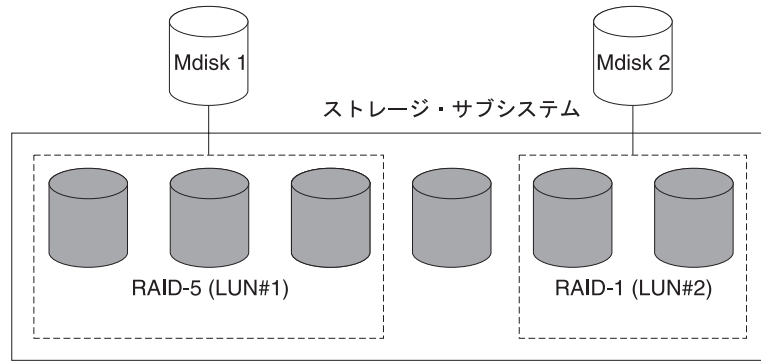 Mdisk 1
Mdisk 2
ストレージ・サブシステム
RAID-5 (LUN#1)
RAID-1 (LUN#2)